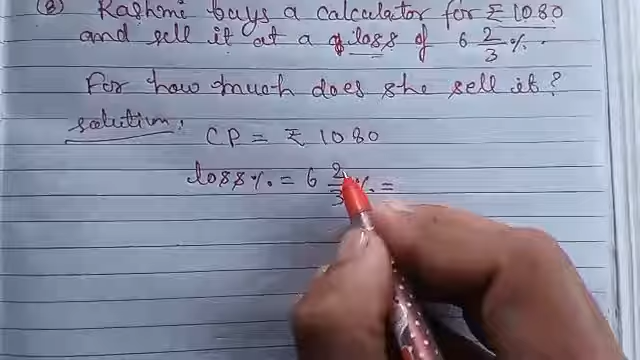 (8) Rashmi buys a calculator for ₹ 1080
and sell it at a loss of 6 2/3 %.
For how much does she sell it?
solution:
CP = ₹ 1080
loss % = 6 2/3 % =